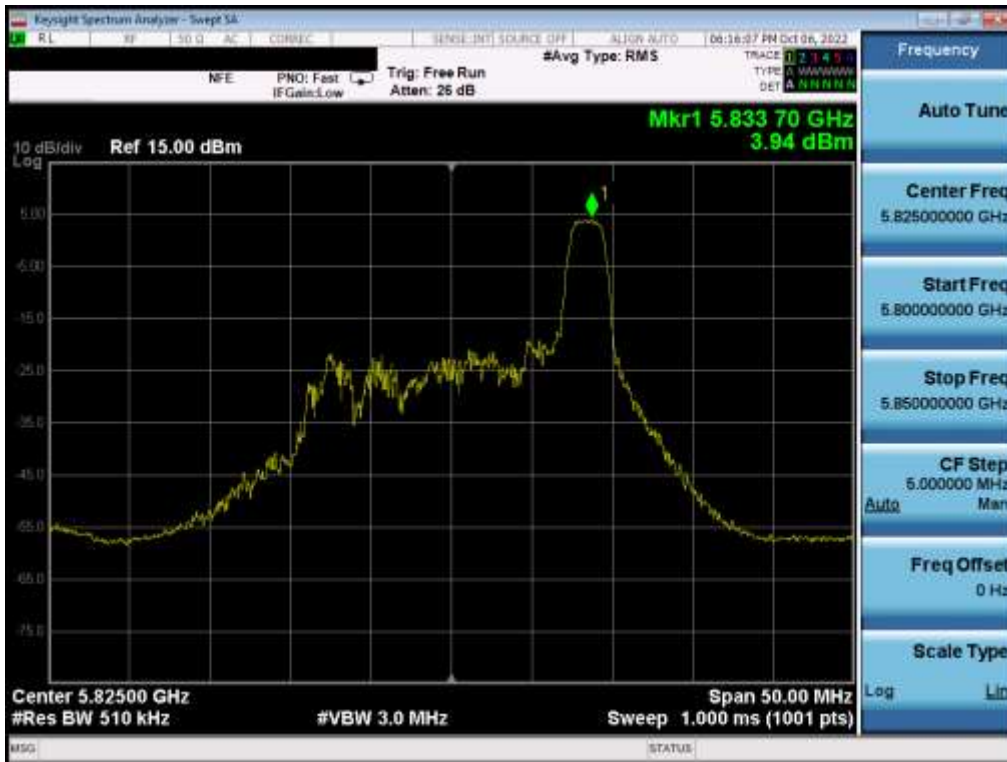 Keysight Spectrum Analyzer - Swept SA
RL RF 50 Ω AC CORREC SENSE:INT SOURCE OFF ALIGN AUTO 06:16:07 PM Oct 06, 2022
#Avg Type: RMS
TRACE 1 2 3 4 5 6
NFE PNO: Fast Trig: Free Run
TYPE A WWWWW
IFGain:Low Atten: 26 dB
DET A N N N N N
Mkr1 5.833 70 GHz
3.94 dBm
10 dB/div Ref 15.00 dBm
Log
1
5.00
-5.00
-15.0
-25.0
-35.0
-45.0
-55.0
-65.0
-75.0
Center 5.82500 GHz Span 50.00 MHz
#Res BW 510 kHz #VBW 3.0 MHz Sweep 1.000 ms (1001 pts)
MSG STATUS
Frequency
Auto Tune
Center Freq
5.825000000 GHz
Start Freq
5.800000000 GHz
Stop Freq
5.850000000 GHz
CF Step
5.000000 MHz
Auto Man
Freq Offset
0 Hz
Scale Type
Log Lin